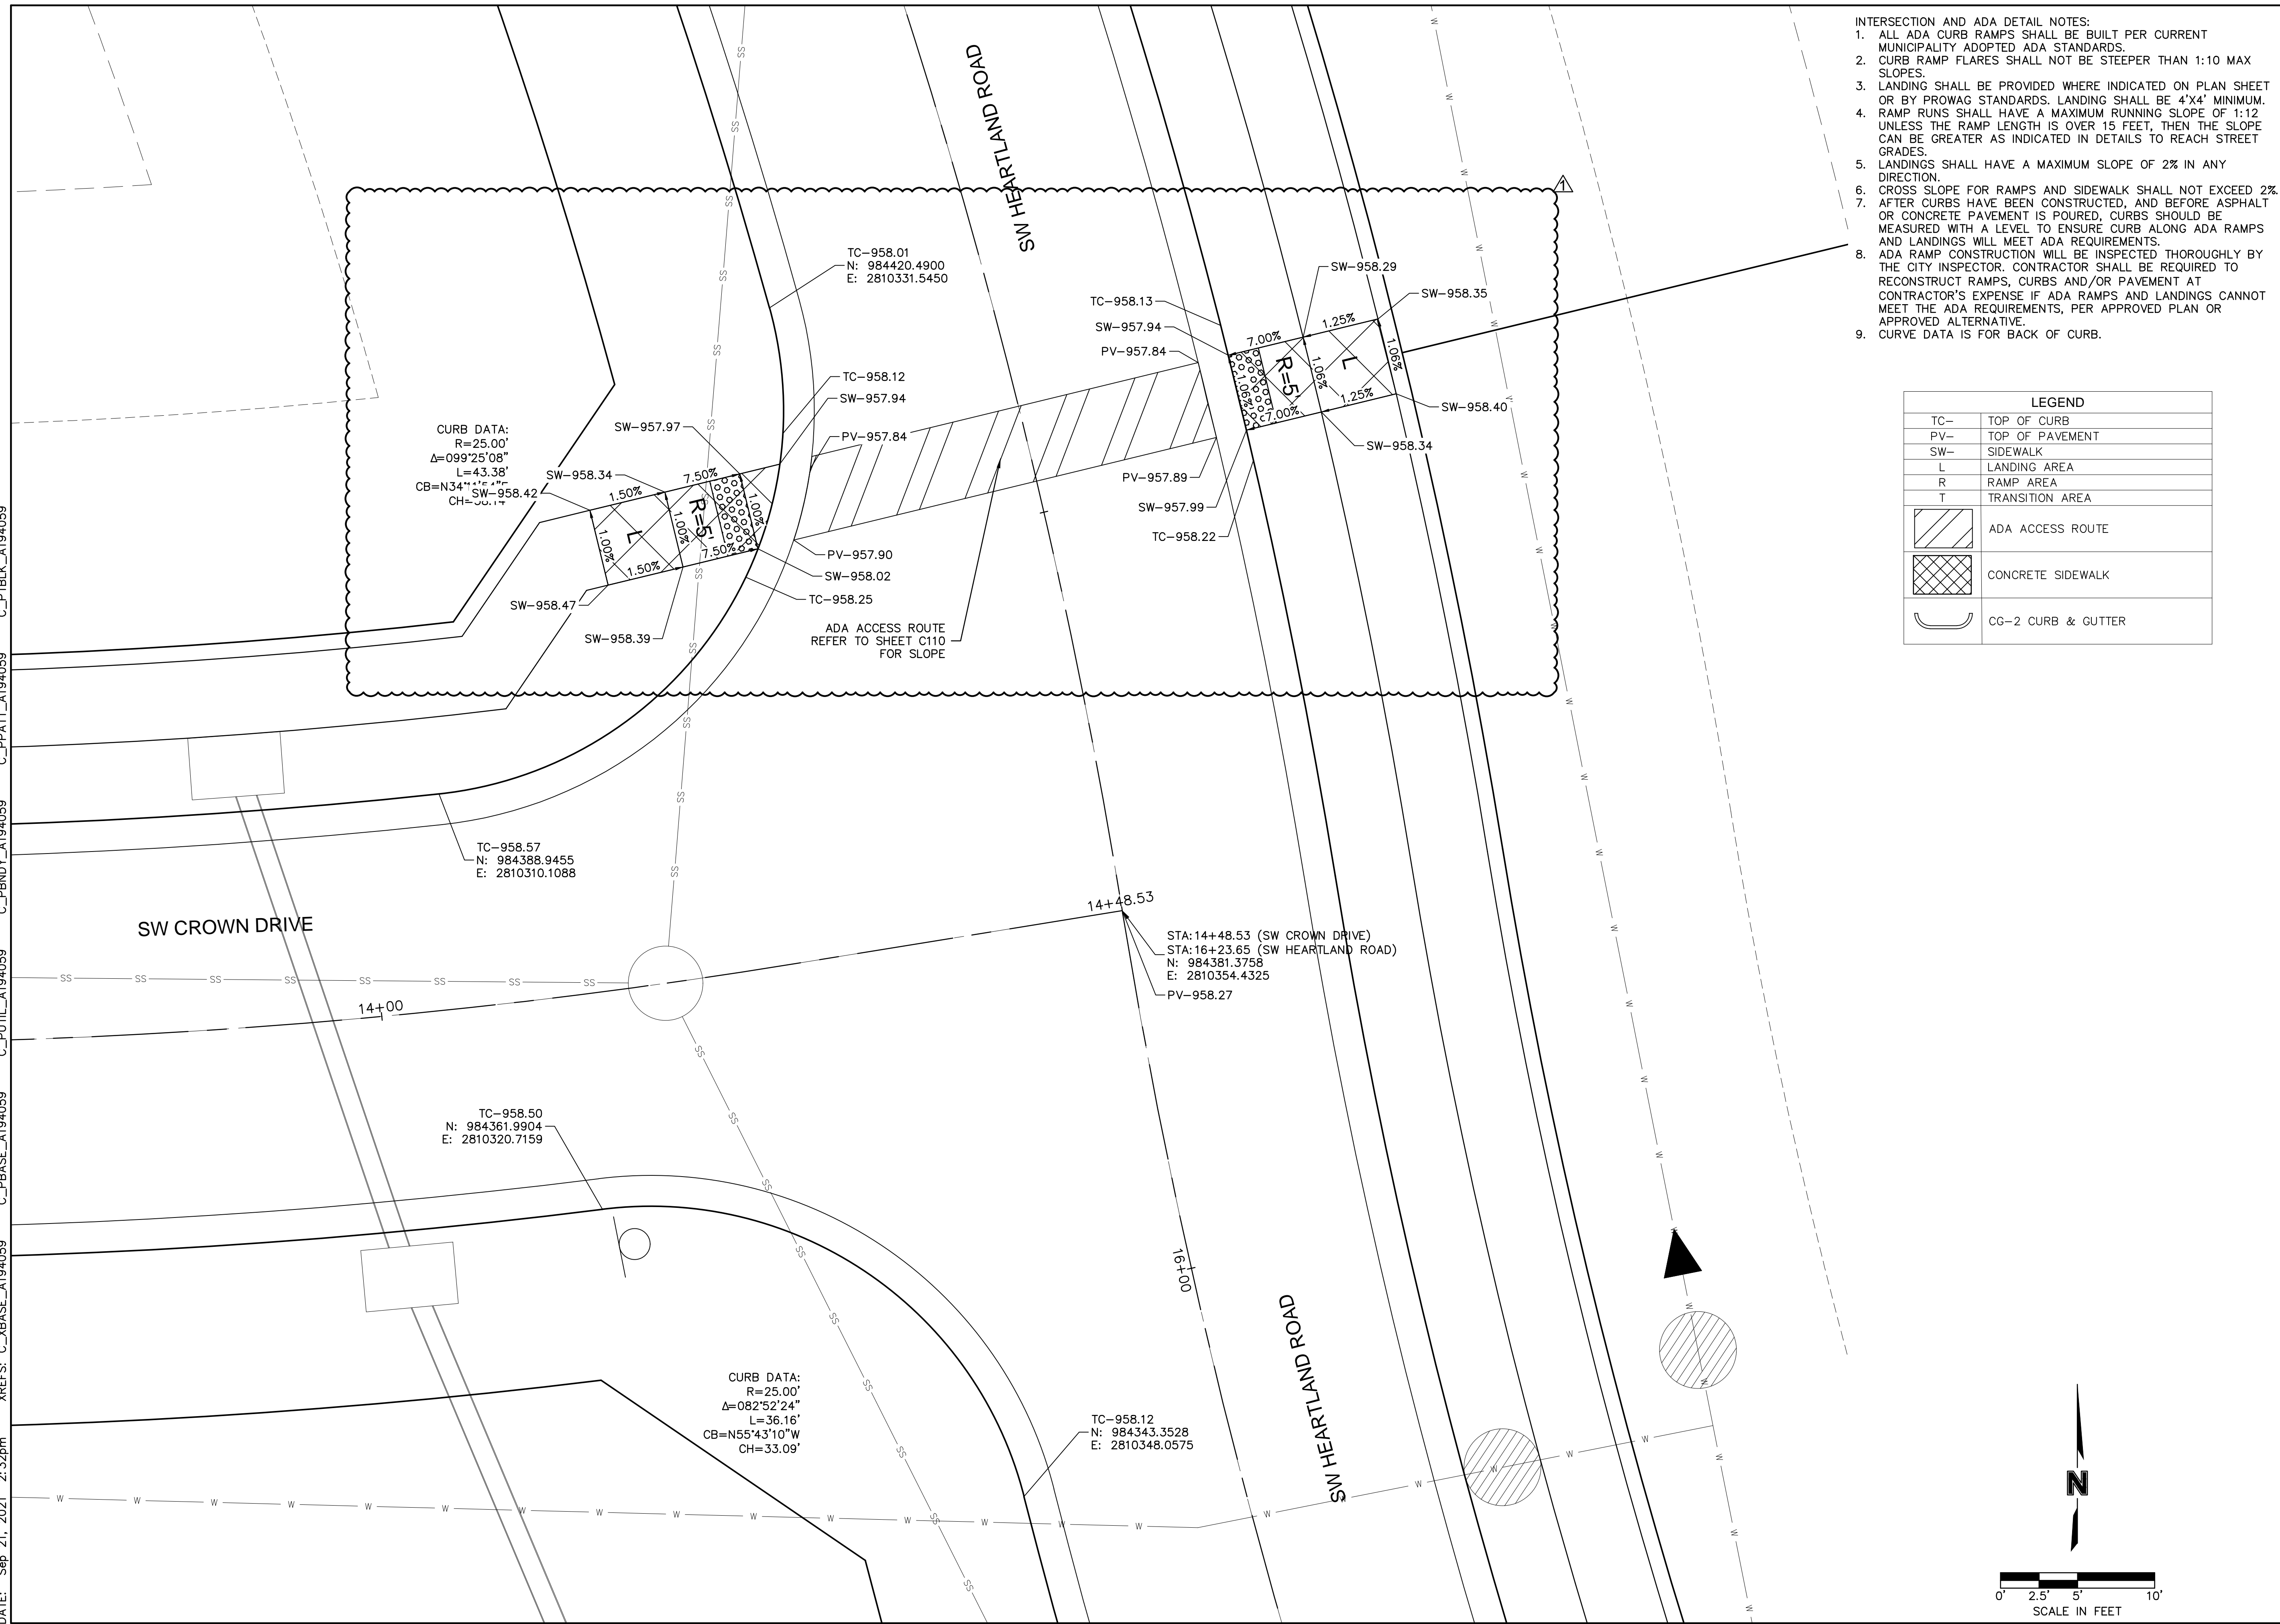 INTERSECTION AND ADA DETAIL NOTES:
1. ALL ADA CURB RAMPS SHALL BE BUILT PER CURRENT
MUNICIPALITY ADOPTED ADA STANDARDS.
2. CURB RAMP FLARES SHALL NOT BE STEEPER THAN 1:10 MAX
SLOPES.
3. LANDING SHALL BE PROVIDED WHERE INDICATED ON PLAN SHEET
OR BY PROWAG STANDARDS. LANDING SHALL BE 4'X4' MINIMUM.
4. RAMP RUNS SHALL HAVE A MAXIMUM RUNNING SLOPE OF 1:12
UNLESS THE RAMP LENGTH IS OVER 15 FEET, THEN THE SLOPE
CAN BE GREATER AS INDICATED IN DETAILS TO REACH STREET
GRADES.
5. LANDINGS SHALL HAVE A MAXIMUM SLOPE OF 2% IN ANY
DIRECTION.
6. CROSS SLOPE FOR RAMPS AND SIDEWALK SHALL NOT EXCEED 2%.
7. AFTER CURBS HAVE BEEN CONSTRUCTED, AND BEFORE ASPHALT
OR CONCRETE PAVEMENT IS POURED, CURBS SHOULD BE
MEASURED WITH A LEVEL TO ENSURE CURB ALONG ADA RAMPS
AND LANDINGS WILL MEET ADA REQUIREMENTS.
8. ADA RAMP CONSTRUCTION WILL BE INSPECTED THOROUGHLY BY
THE CITY INSPECTOR. CONTRACTOR SHALL BE REQUIRED TO
RECONSTRUCT RAMPS, CURBS AND/OR PAVEMENT AT
CONTRACTOR'S EXPENSE IF ADA RAMPS AND LANDINGS CANNOT
MEET THE ADA REQUIREMENTS, PER APPROVED PLAN OR
APPROVED ALTERNATIVE.
9. CURVE DATA IS FOR BACK OF CURB.
LEGEND
TC- TOP OF CURB
PV- TOP OF PAVEMENT
SW- SIDEWALK
L LANDING AREA
R RAMP AREA
T TRANSITION AREA
ADA ACCESS ROUTE
CONCRETE SIDEWALK
CG-2 CURB & GUTTER
SW HEARTLAND ROAD
1
TC-958.01
N: 984420.4900
E: 2810331.5450
TC-958.12
SW-957.94
PV-957.84
SW-957.97
CURB DATA:
R=25.00'
Δ=099°25'08"
L=43.38'
SW-958.34
SW-958.42
7.50%
1.50%
1.00%
1.00%
1.00%
R=5'
L
7.50%
1.50%
SW-958.47
SW-958.39
PV-957.90
SW-958.02
TC-958.25
ADA ACCESS ROUTE
REFER TO SHEET C110
FOR SLOPE
SW-958.29
SW-958.35
TC-958.13
SW-957.94
PV-957.84
7.00%
1.25%
1.06%
1.06%
1.06%
R=5'
L
7.00%
1.25%
SW-958.40
SW-958.34
PV-957.89
SW-957.99
TC-958.22
TC-958.57
N: 984388.9455
E: 2810310.1088
SW CROWN DRIVE
14+00
14+48.53
STA:14+48.53 (SW CROWN DRIVE)
STA:16+23.65 (SW HEARTLAND ROAD)
N: 984381.3758
E: 2810354.4325
PV-958.27
TC-958.50
N: 984361.9904
E: 2810320.7159
16+00
SW HEARTLAND ROAD
CURB DATA:
R=25.00'
Δ=082°52'24"
L=36.16'
CB=N55°43'10"W
CH=33.09'
TC-958.12
N: 984343.3528
E: 2810348.0575
N
0' 2.5' 5' 10'
SCALE IN FEET
DATE: Sep 21, 2021 2:32pm XREFS: C_XBASE_A194059 C_PBASE_A194059 C_PUTIL_A194059 C_PBNDY_A194059 C_PPATT_A194059 C_PTBLK_A194059